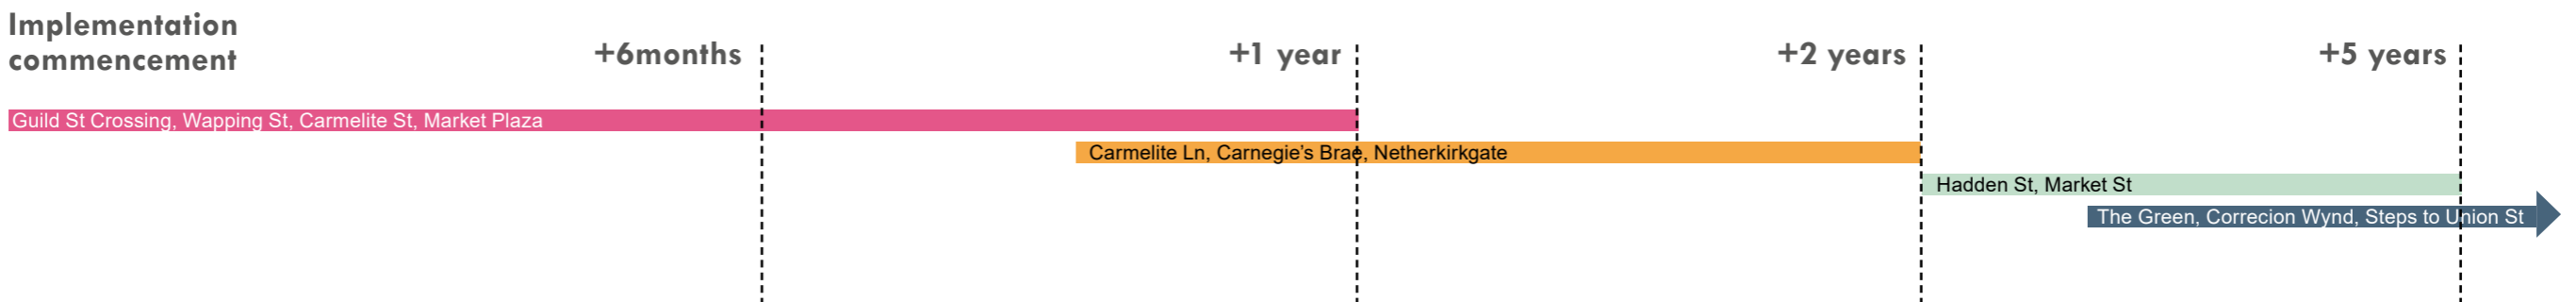 Implementation
commencement
+6months
+1 year
+2 years
+5 years
Guild St Crossing, Wapping St, Carmelite St, Market Plaza
Carmelite Ln, Carnegie's Brae, Netherkirkgate
Hadden St, Market St
The Green, Correcion Wynd, Steps to Union St